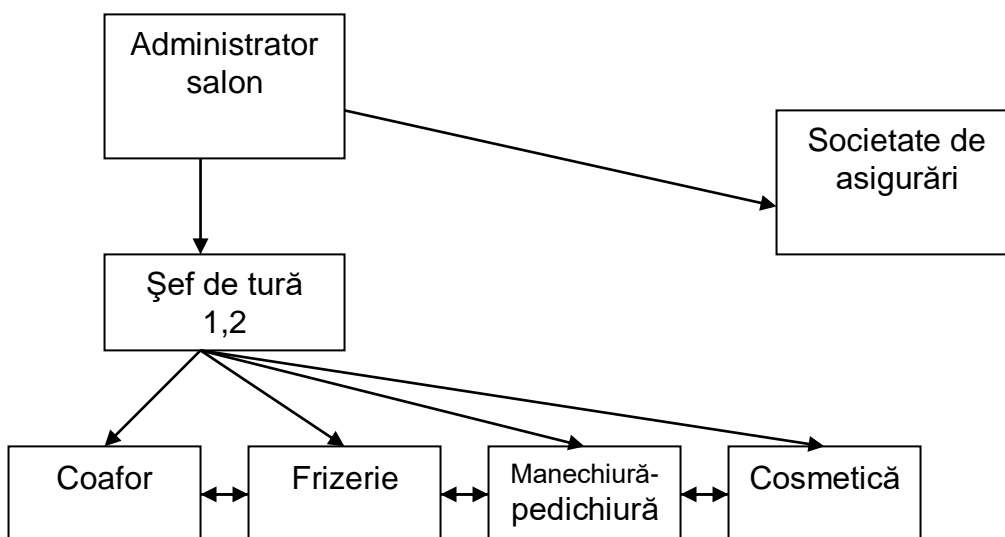 Administrator
salon
Societate de
asigurări
Şef de tură
1,2
Coafor
Frizerie
Manechiură-
pedichiură
Cosmetică